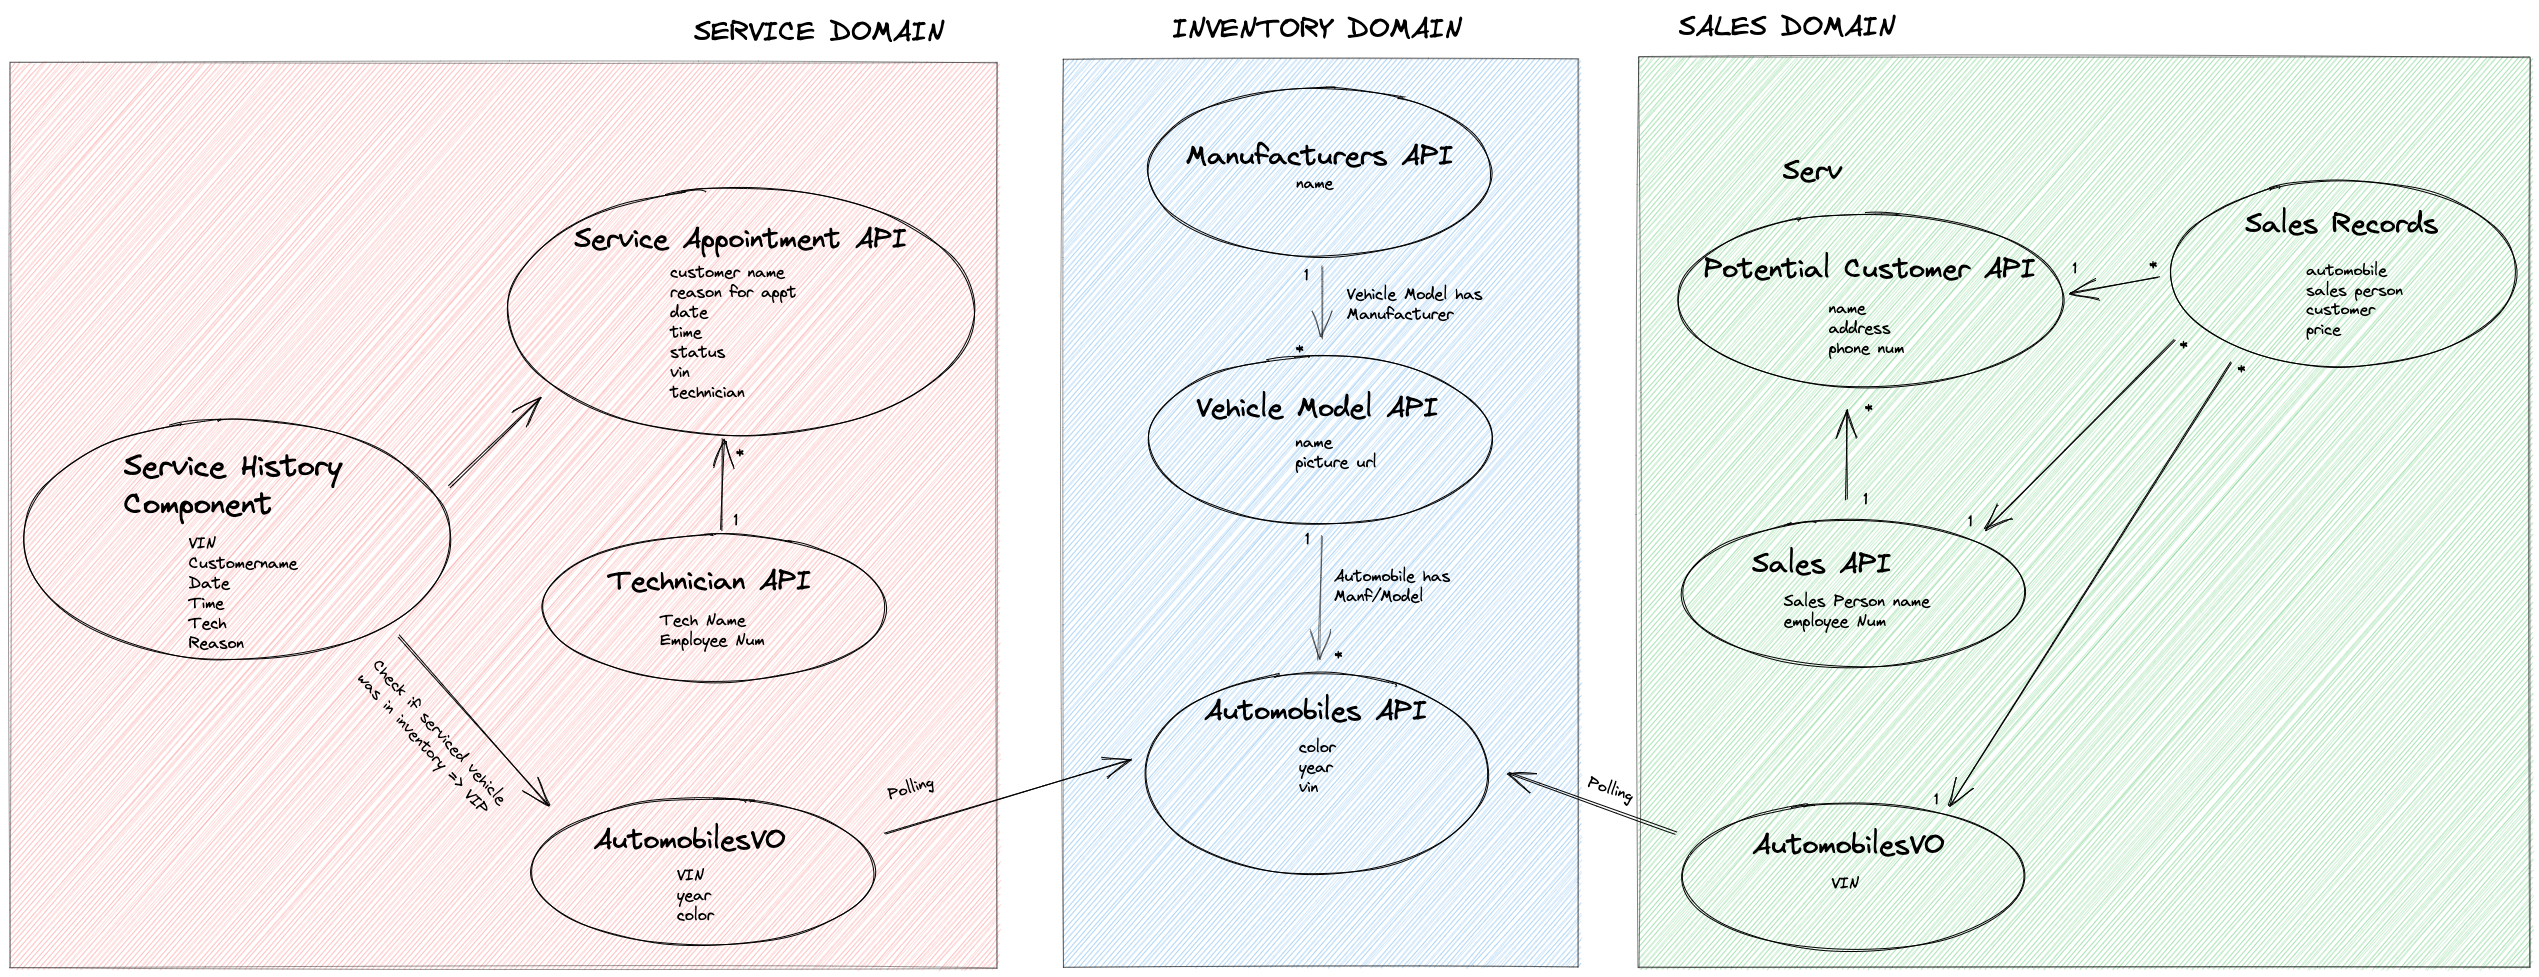 SERVICE DOMAIN
Service Appointment API
customer name
reason for appt
date
time
status
vin
technician
*
1
Service History
Component
VIN
Customername
Date
Time
Tech
Reason
Technician API
Tech Name
Employee Num
Check if serviced vehicle
was in inventory => VIP
AutomobilesVO
VIN
year
color
Polling
INVENTORY DOMAIN
Manufacturers API
name
1
Vehicle Model has
Manufacturer
*
Vehicle Model API
name
picture url
1
Automobile has
Manf/Model
*
Automobiles API
color
year
vin
SALES DOMAIN
Serv
Potential Customer API
name
address
phone num
1
*
Sales Records
automobile
sales person
customer
price
*
*
*
1
1
Sales API
Sales Person name
employee Num
Polling
1
AutomobilesVO
VIN